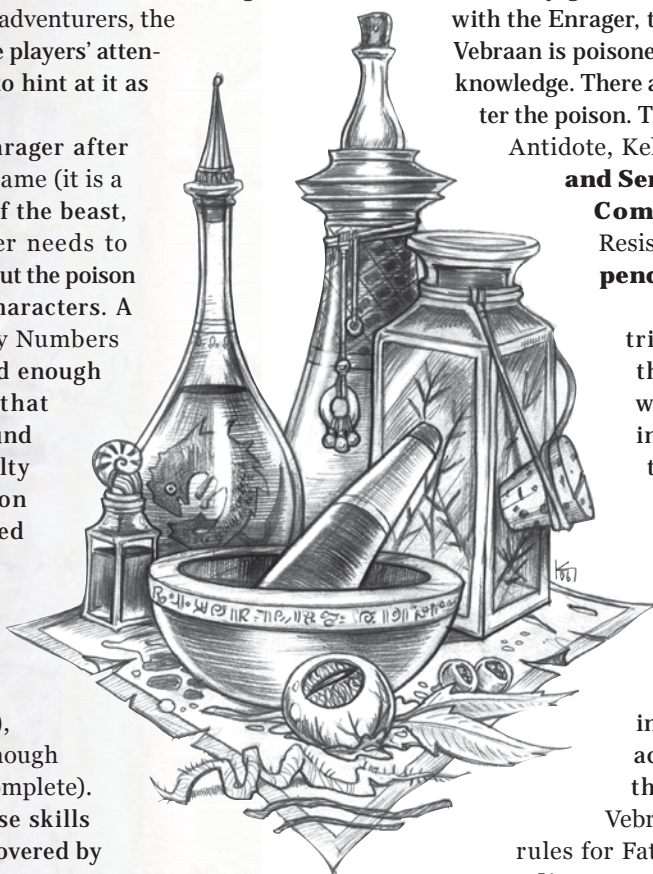 adventurers, the
e players’ atten-
o hint at it as
nrager after
ame (it is a
f the beast,
er needs to
ut the poison
haracters. A
y Numbers
d enough
that
und
lty
on
ed
),
nough
omplete).
se skills
overed by
with the Enrager, t
Vebraan is poisone
knowledge. There a
ter the poison. T
Antidote, Kel
and Ser
Com
Resis
pend
tri
th
w
in
t
in
ac
th
Vebr
rules for Fat